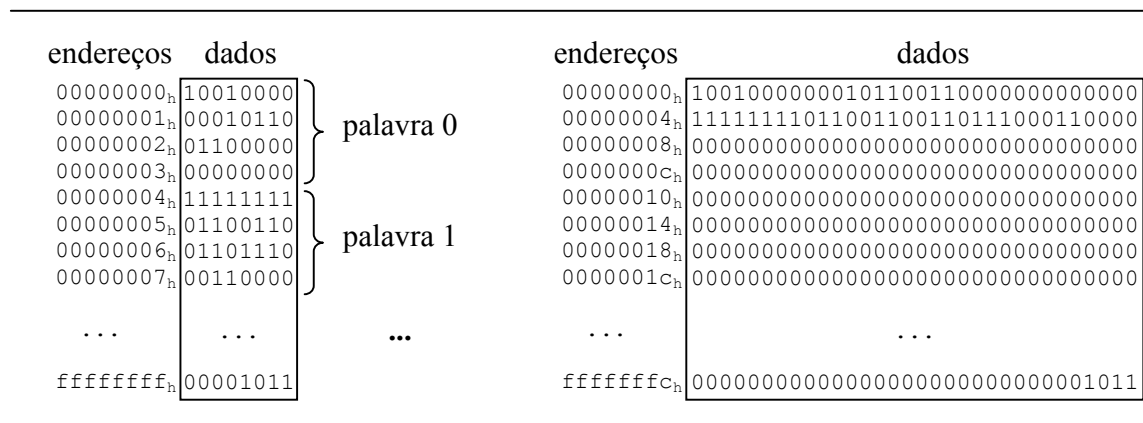 endereços dados
00000000h 10010000
00000001h 00010110
palavra 0
00000002h 01100000
00000003h 00000000
00000004h 11111111
00000005h 01100110
palavra 1
00000006h 01101110
00000007h 00110000
... ... ...
ffffffffh 00001011
endereços dados
00000000h 10010000000101100110000000000000
00000004h 11111111011001100110111000110000
00000008h 00000000000000000000000000000000
0000000ch 00000000000000000000000000000000
00000010h 00000000000000000000000000000000
00000014h 00000000000000000000000000000000
00000018h 00000000000000000000000000000000
0000001ch 00000000000000000000000000000000
... ...
fffffffch 00000000000000000000000000001011